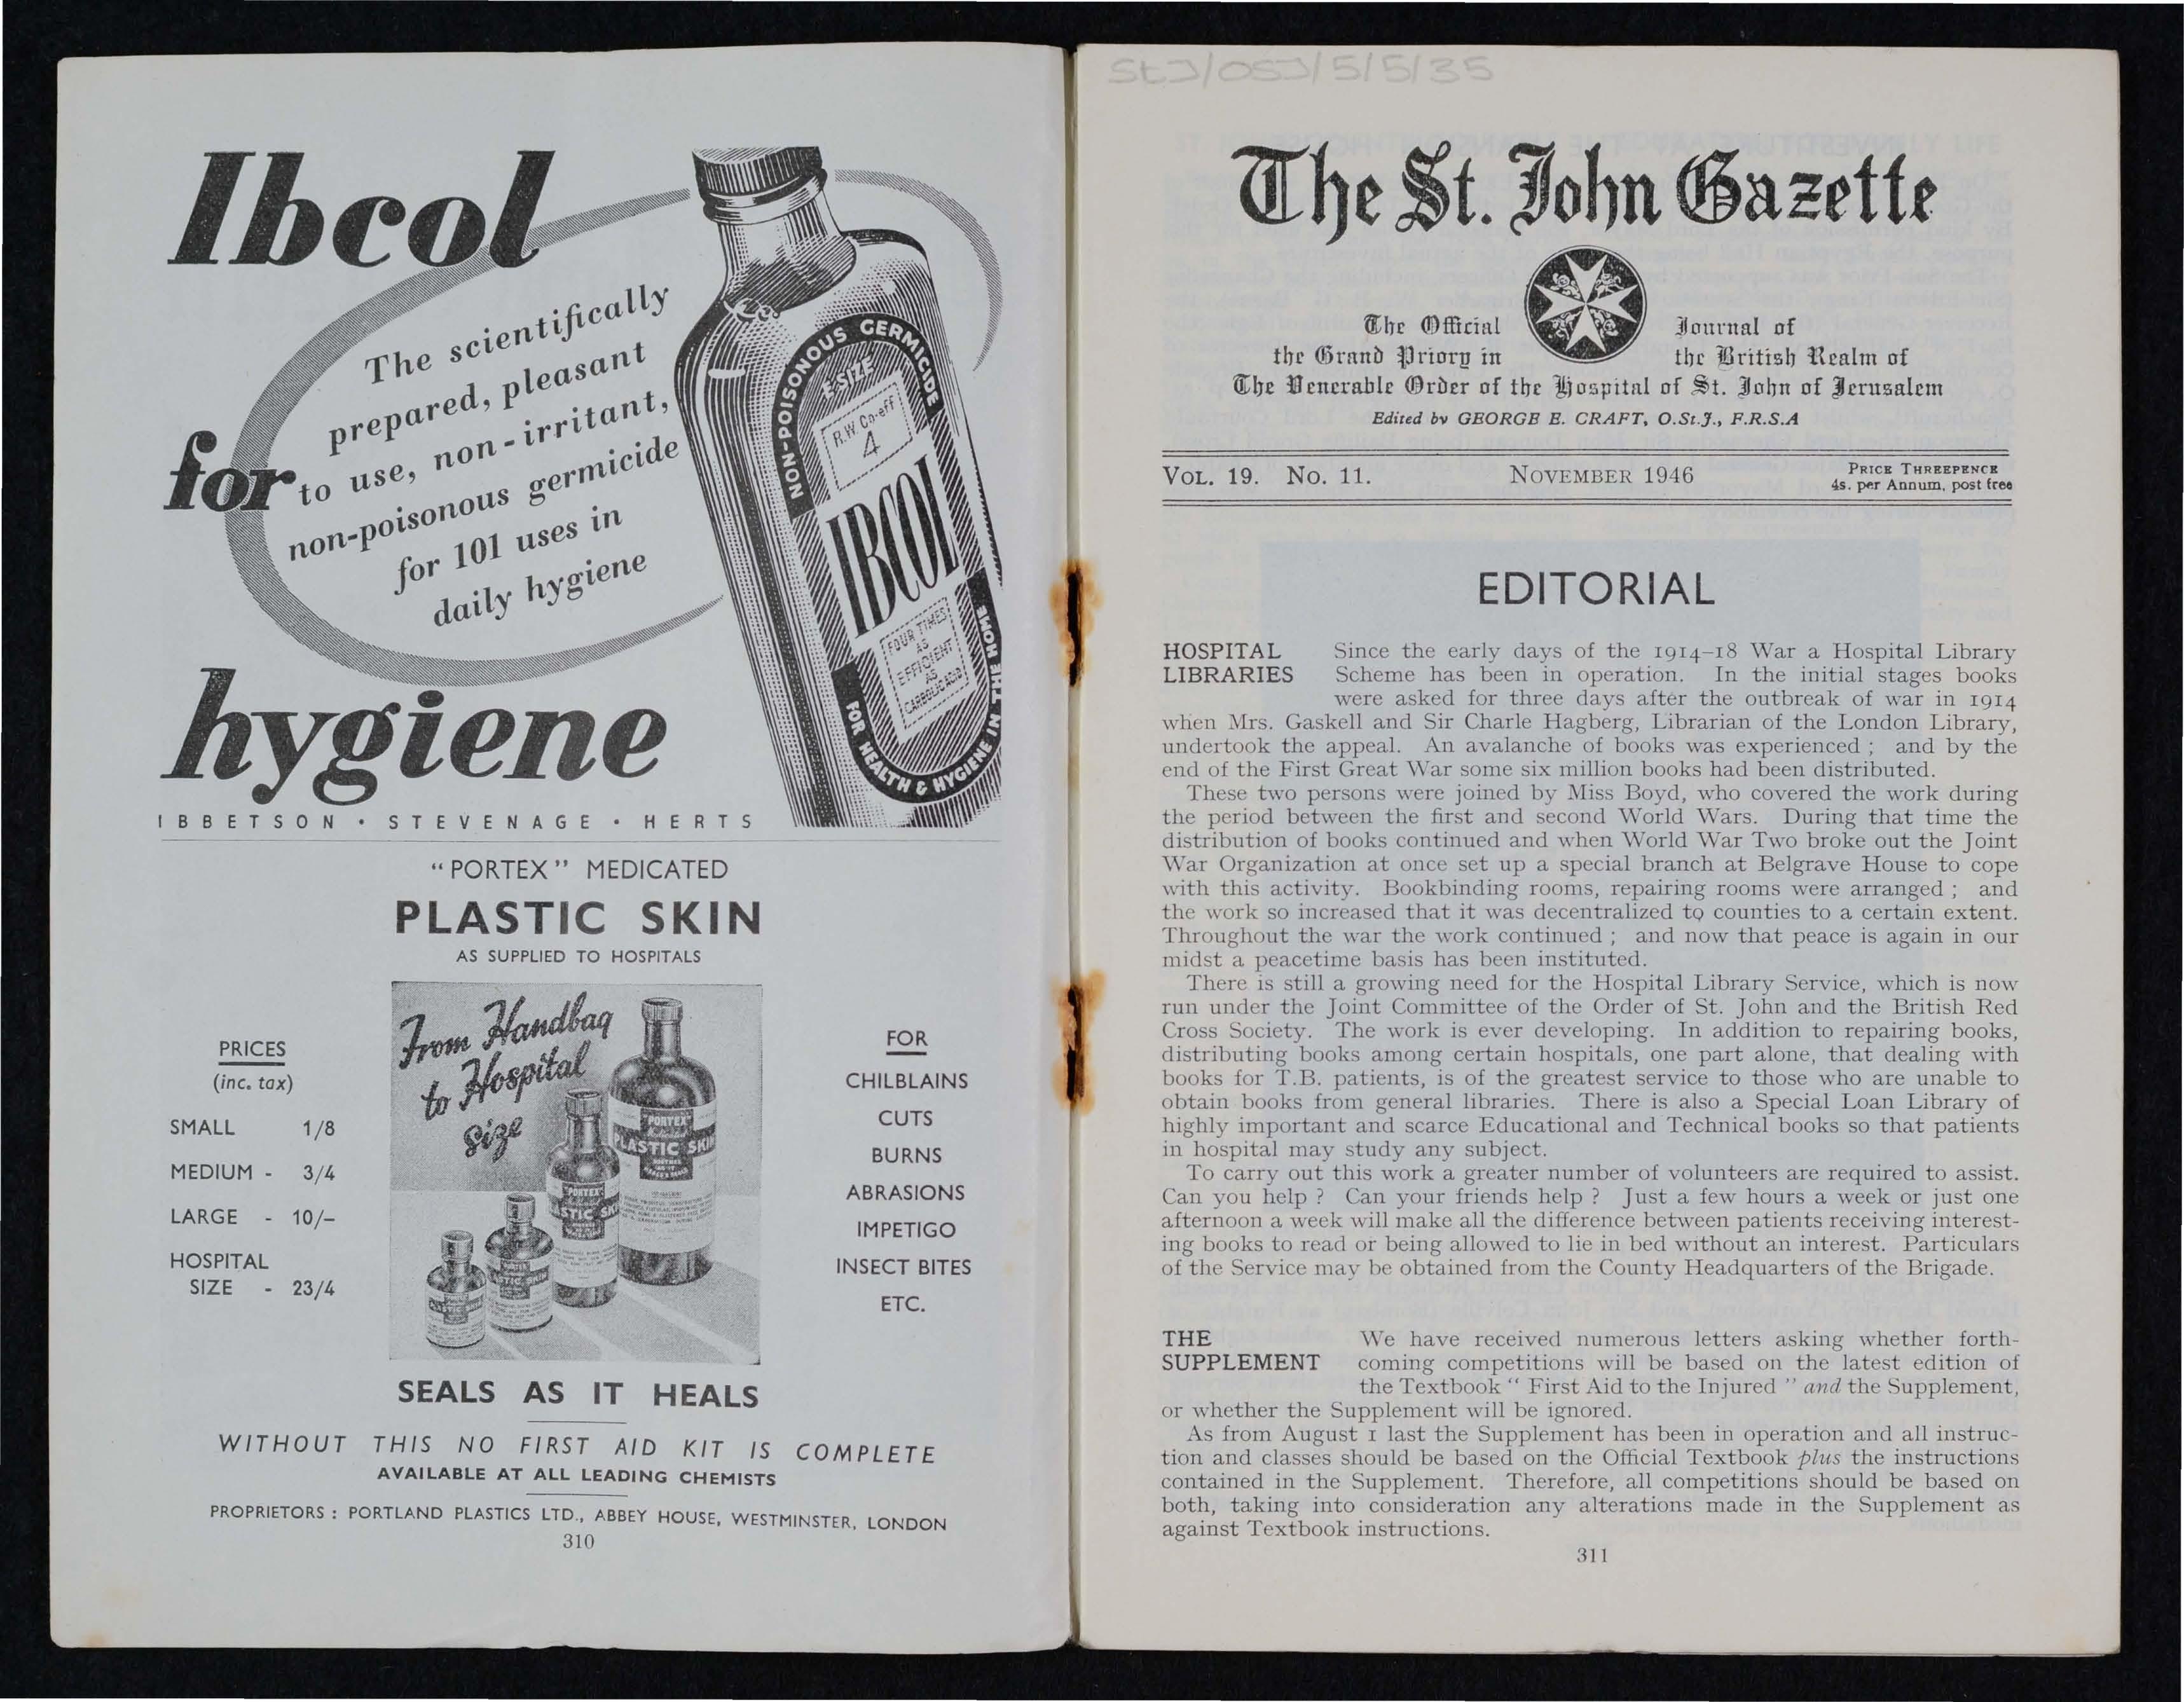 Ibcol
for
hygiene
The scientifically
prepared, pleasant
to use, non-irritant,
non-poisonous germicide
for 101 uses in
daily hygiene
NON-POISONOUS GERMICIDE
E-SIZE
R.W. Co-eff
4
IBCOL
FOUR TIMES
AS
EFFICIENT
AS
CARBOLIC ACID
FOR HEALTH & HYGIENE IN THE HOME
IBBETSON · STEVENAGE · HERTS
"PORTEX" MEDICATED
PLASTIC SKIN
AS SUPPLIED TO HOSPITALS
PRICES
(inc. tax)
SMALL 1/8
MEDIUM - 3/4
LARGE - 10/–
HOSPITAL
SIZE - 23/4
From Handbag
to Hospital
size
PORTEX
PLASTIC SKIN
FOR
CHILBLAINS
CUTS
BURNS
ABRASIONS
IMPETIGO
INSECT BITES
ETC.
SEALS AS IT HEALS
WITHOUT THIS NO FIRST AID KIT IS COMPLETE
AVAILABLE AT ALL LEADING CHEMISTS
PROPRIETORS : PORTLAND PLASTICS LTD., ABBEY HOUSE, WESTMINSTER, LONDON
310
StJ/OSJ/5/5/35
The St. John Gazette
The Official Journal of
the Grand Priory in the British Realm of
The Venerable Order of the Hospital of St. John of Jerusalem
Edited by GEORGE E. CRAFT, O.St.J., F.R.S.A
VOL. 19. No. 11. NOVEMBER 1946 PRICE THREEPENCE
4s. per Annum, post free
EDITORIAL
HOSPITAL LIBRARIES
Since the early days of the 1914–18 War a Hospital Library
Scheme has been in operation. In the initial stages books
were asked for three days after the outbreak of war in 1914
when Mrs. Gaskell and Sir Charle Hagberg, Librarian of the London Library,
undertook the appeal. An avalanche of books was experienced ; and by the
end of the First Great War some six million books had been distributed.
These two persons were joined by Miss Boyd, who covered the work during
the period between the first and second World Wars. During that time the
distribution of books continued and when World War Two broke out the Joint
War Organization at once set up a special branch at Belgrave House to cope
with this activity. Bookbinding rooms, repairing rooms were arranged ; and
the work so increased that it was decentralized to counties to a certain extent.
Throughout the war the work continued ; and now that peace is again in our
midst a peacetime basis has been instituted.
There is still a growing need for the Hospital Library Service, which is now
run under the Joint Committee of the Order of St. John and the British Red
Cross Society. The work is ever developing. In addition to repairing books,
distributing books among certain hospitals, one part alone, that dealing with
books for T.B. patients, is of the greatest service to those who are unable to
obtain books from general libraries. There is also a Special Loan Library of
highly important and scarce Educational and Technical books so that patients
in hospital may study any subject.
To carry out this work a greater number of volunteers are required to assist.
Can you help ? Can your friends help ? Just a few hours a week or just one
afternoon a week will make all the difference between patients receiving interest-
ing books to read or being allowed to lie in bed without an interest. Particulars
of the Service may be obtained from the County Headquarters of the Brigade.
THE SUPPLEMENT
We have received numerous letters asking whether forth-
coming competitions will be based on the latest edition of
the Textbook " First Aid to the Injured " and the Supplement,
or whether the Supplement will be ignored.
As from August 1 last the Supplement has been in operation and all instruc-
tion and classes should be based on the Official Textbook plus the instructions
contained in the Supplement. Therefore, all competitions should be based on
both, taking into consideration any alterations made in the Supplement as
against Textbook instructions.
311